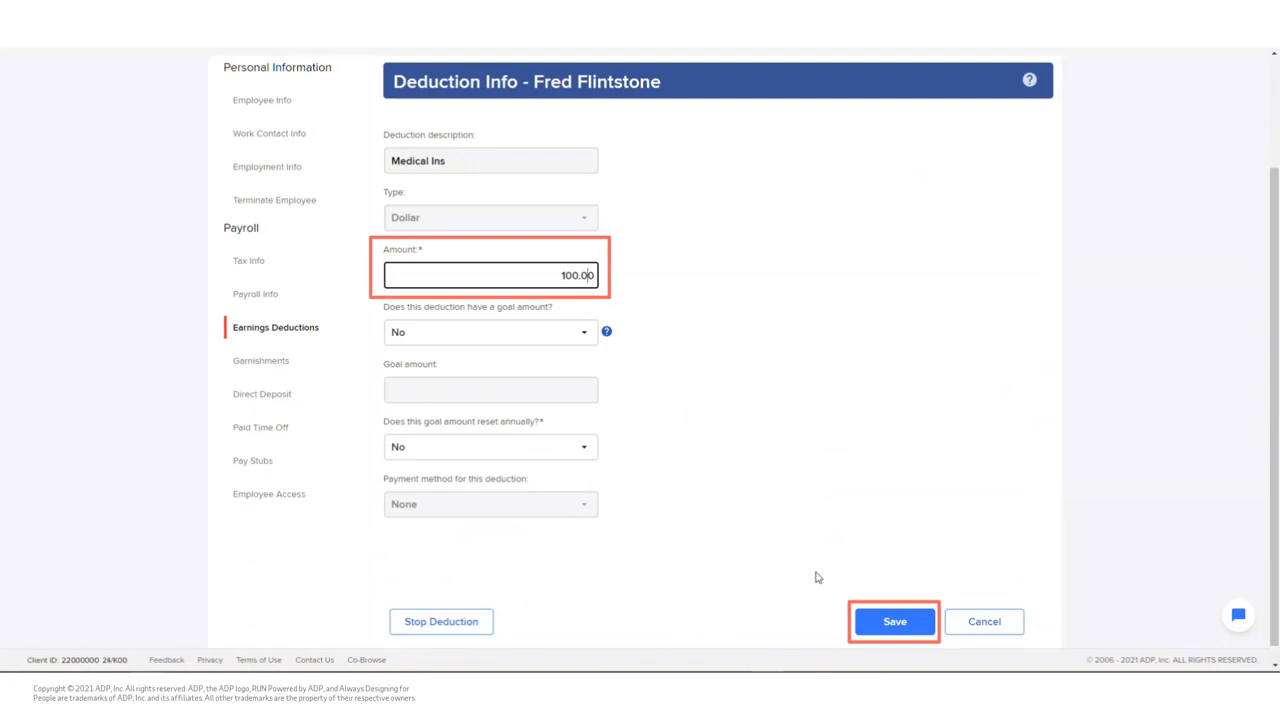 Personal Information
Employee Info
Work Contact Info
Employment Info
Terminate Employee
Payroll
Tax Info
Payroll Info
Earnings Deductions
Garnishments
Direct Deposit
Paid Time Off
Pay Stubs
Employee Access
Deduction Info - Fred Flintstone
?
Deduction description:
Medical Ins
Type:
Dollar
Amount:*
100.00
Does this deduction have a goal amount?
No
?
Goal amount:
Does this goal amount reset annually?*
No
Payment method for this deduction:
None
Stop Deduction
Save
Cancel
Client ID: 22000000 24/K00 Feedback Privacy Terms of Use Contact Us Co-Browse © 2006 - 2021 ADP, Inc. ALL RIGHTS RESERVED.
Copyright © 2021 ADP, Inc. All rights reserved. ADP, the ADP logo, RUN Powered by ADP, and Always Designing for
People are trademarks of ADP, Inc. and its affiliates. All other trademarks are the property of their respective owners.